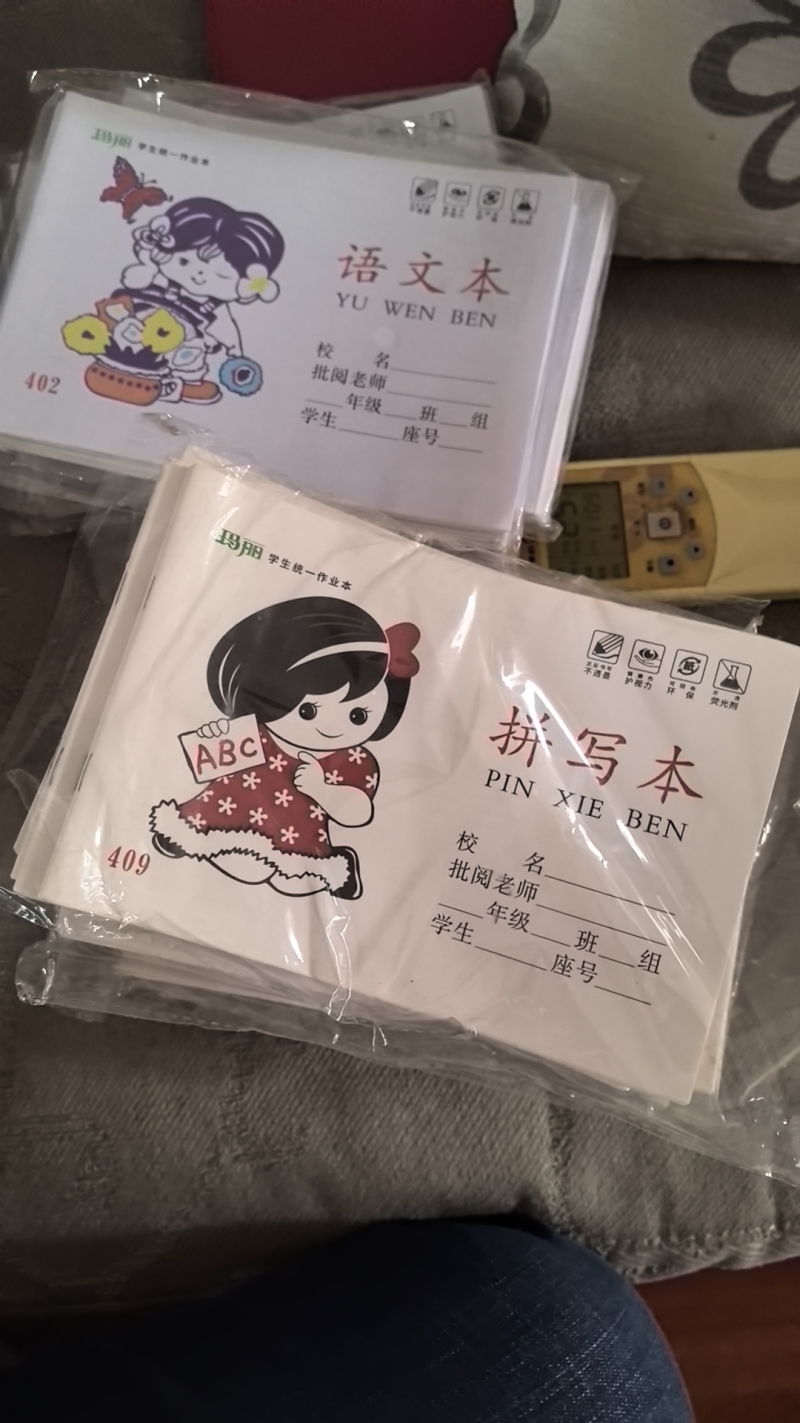 玛丽 学生统一作业本
语文本
YU WEN BEN
校 名
批阅老师
年级 班 组
学生 座号
402
玛丽 学生统一作业本
不透墨 护视力 环保 荧光剂
ABC
拼写本
PIN XIE BEN
校 名
批阅老师
年级 班 组
学生 座号
409